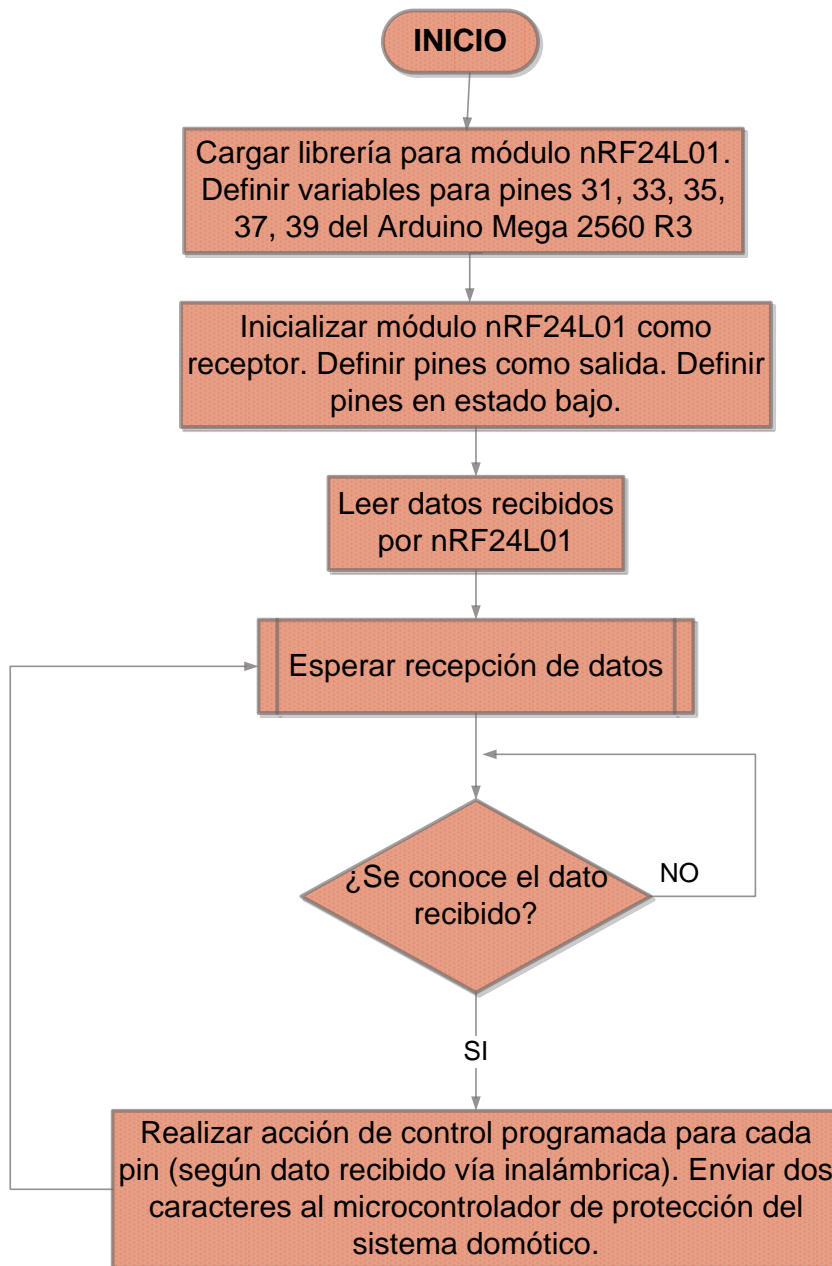 INICIO
Cargar librería para módulo nRF24L01.
Definir variables para pines 31, 33, 35,
37, 39 del Arduino Mega 2560 R3
Inicializar módulo nRF24L01 como
receptor. Definir pines como salida. Definir
pines en estado bajo.
Leer datos recibidos
por nRF24L01
Esperar recepción de datos
¿Se conoce el dato
recibido?
NO
SI
Realizar acción de control programada para cada
pin (según dato recibido vía inalámbrica). Enviar dos
caracteres al microcontrolador de protección del
sistema domótico.